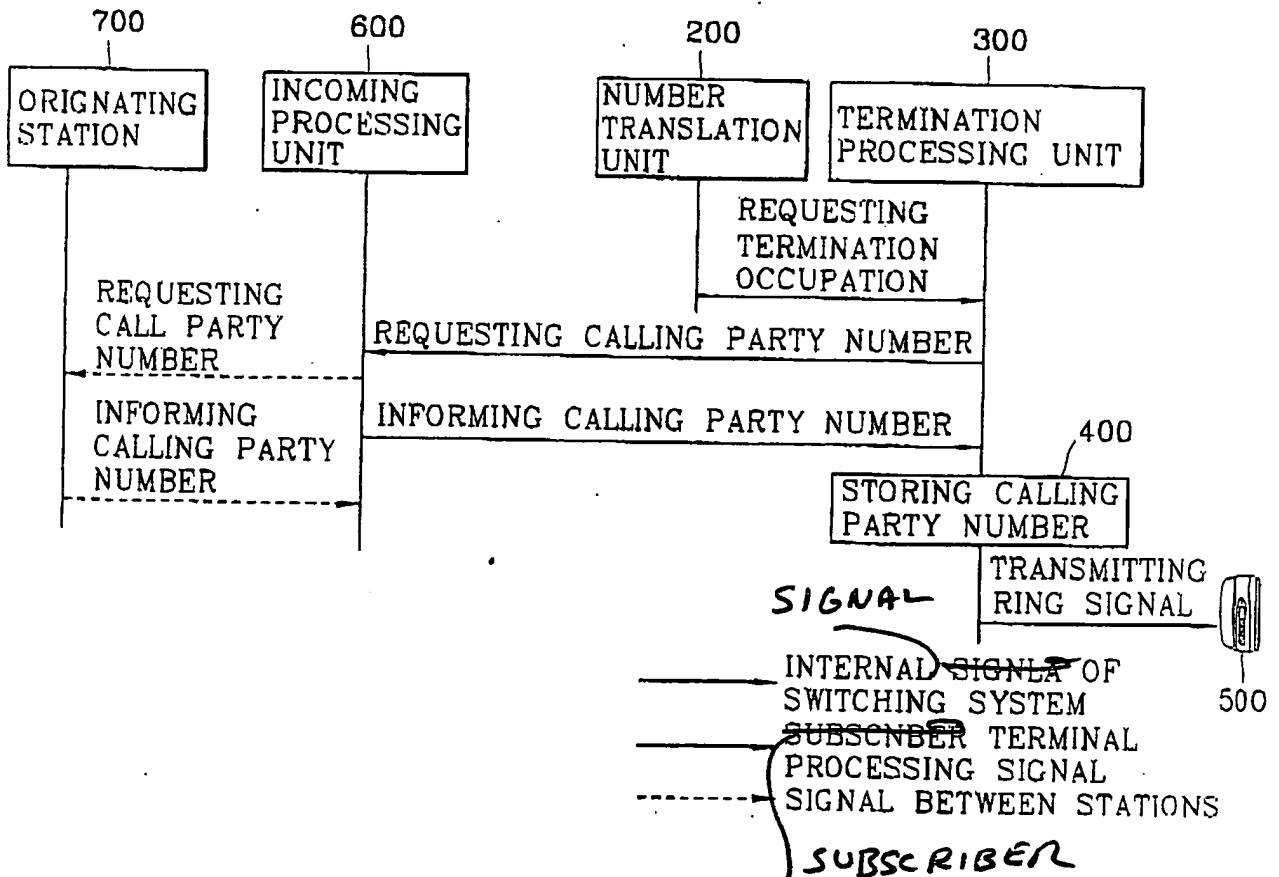 700
600
200
300
ORIGNATING
STATION
INCOMING
PROCESSING
UNIT
NUMBER
TRANSLATION
UNIT
TERMINATION
PROCESSING UNIT
REQUESTING
TERMINATION
OCCUPATION
REQUESTING
CALL PARTY
NUMBER
REQUESTING CALLING PARTY NUMBER
INFORMING
CALLING PARTY
NUMBER
INFORMING CALLING PARTY NUMBER
400
STORING CALLING
PARTY NUMBER
TRANSMITTING
RING SIGNAL
500
SIGNAL
INTERNAL SIGNLA OF
SWITCHING SYSTEM
SUBSCNBER TERMINAL
PROCESSING SIGNAL
SIGNAL BETWEEN STATIONS
SUBSCRIBER